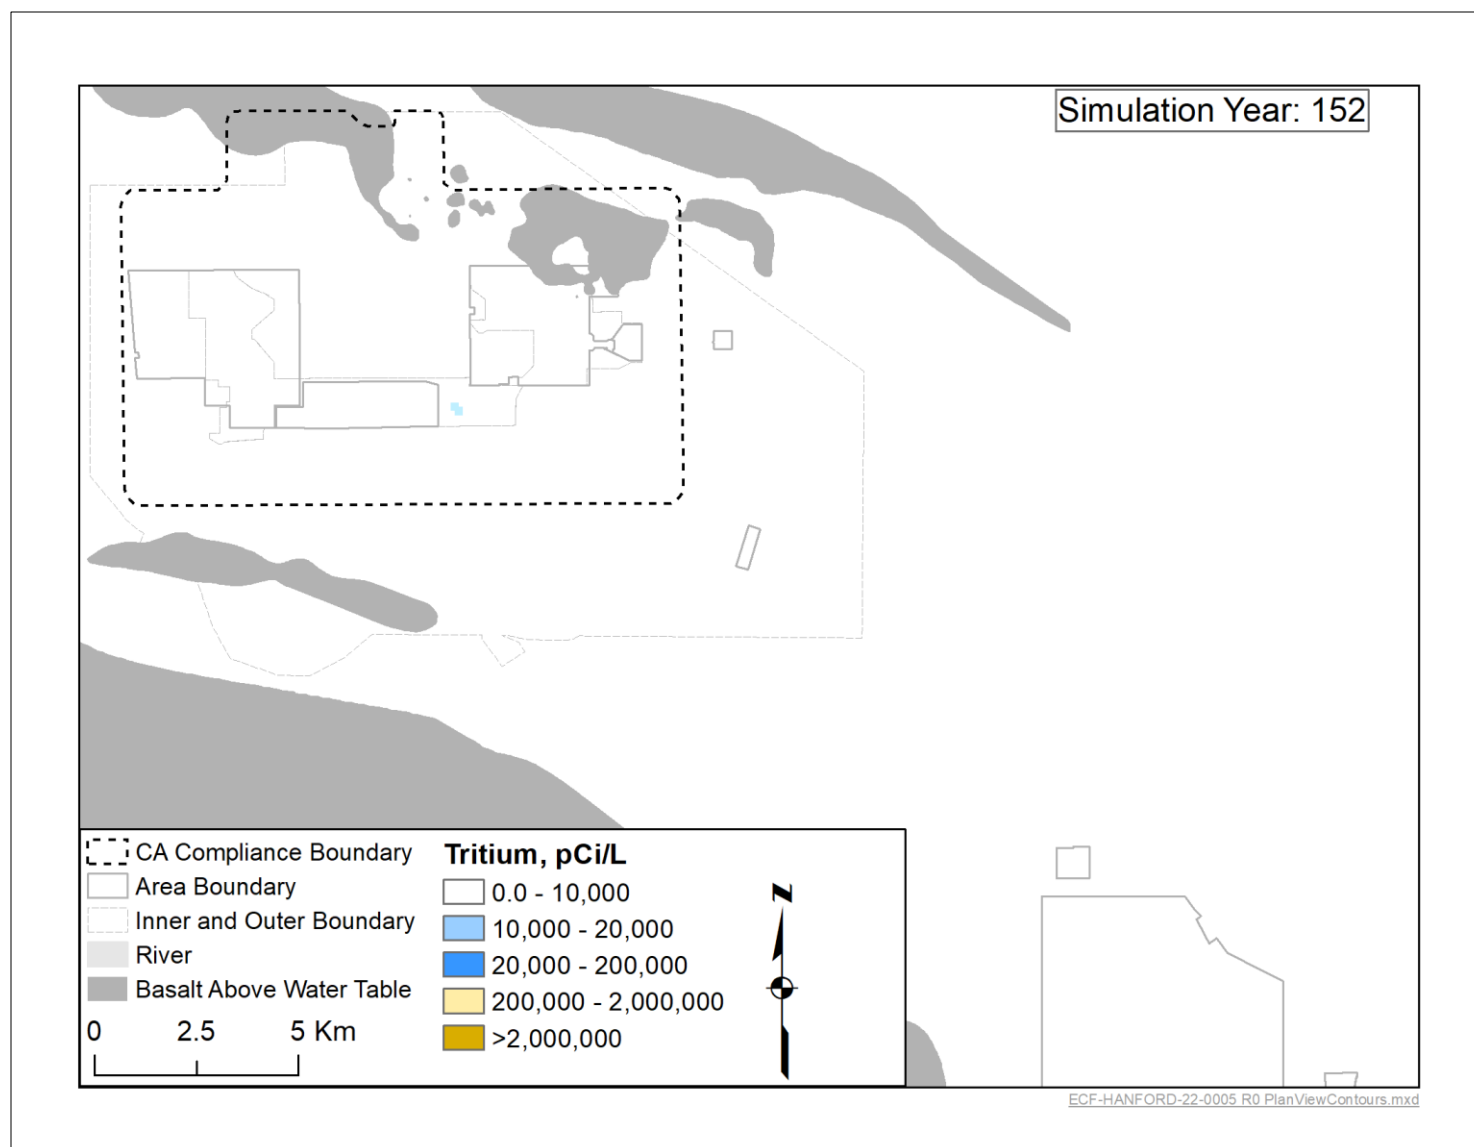 Simulation Year: 152
CA Compliance Boundary
Area Boundary
Inner and Outer Boundary
River
Basalt Above Water Table
0 2.5 5 Km
Tritium, pCi/L
0.0 - 10,000
10,000 - 20,000
20,000 - 200,000
200,000 - 2,000,000
>2,000,000
N
ECF-HANFORD-22-0005 R0 PlanViewContours.mxd